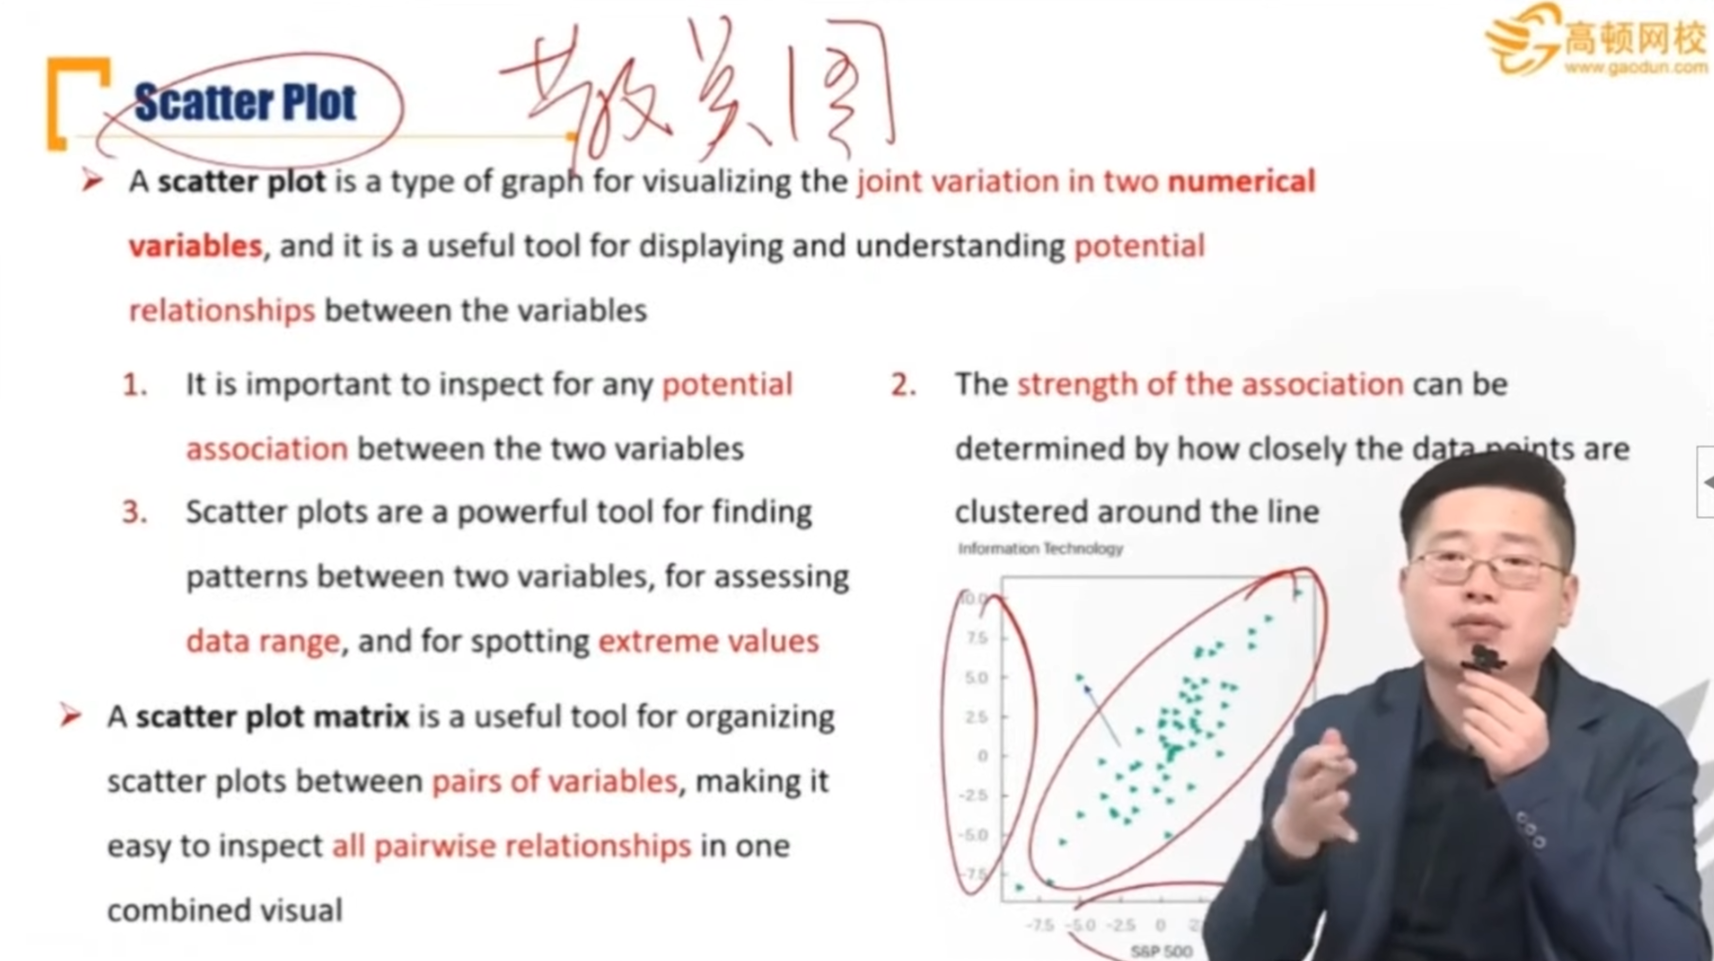 Scatter Plot
散点图
高顿网校
www.gaodun.com
➤ A scatter plot is a type of graph for visualizing the joint variation in two numerical
variables, and it is a useful tool for displaying and understanding potential
relationships between the variables
1. It is important to inspect for any potential
association between the two variables
2. The strength of the association can be
determined by how closely the data points are
clustered around the line
3. Scatter plots are a powerful tool for finding
patterns between two variables, for assessing
data range, and for spotting extreme values
➤ A scatter plot matrix is a useful tool for organizing
scatter plots between pairs of variables, making it
easy to inspect all pairwise relationships in one
combined visual
Information Technology
10.0
7.5
5.0
2.5
0
-2.5
-5.0
-7.5
-7.5 -5.0 -2.5 0
S&P 500